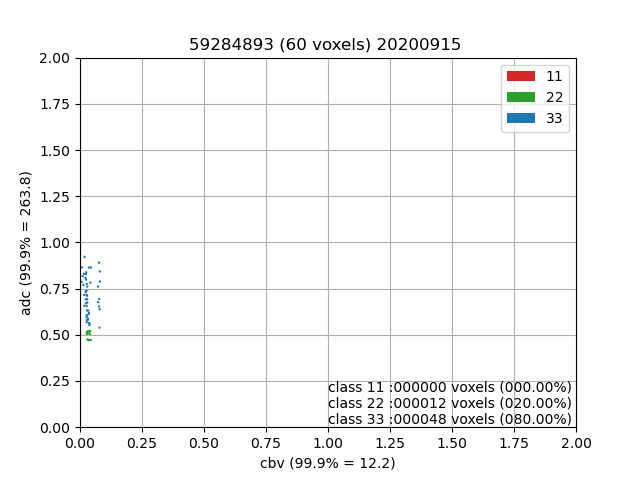 59284893 (60 voxels) 20200915
2.00
1.75
1.50
1.25
1.00
0.75
0.50
0.25
0.00
adc (99.9% = 263.8)
11
22
33
class 11 :000000 voxels (000.00%)
class 22 :000012 voxels (020.00%)
class 33 :000048 voxels (080.00%)
0.00 0.25 0.50 0.75 1.00 1.25 1.50 1.75 2.00
cbv (99.9% = 12.2)